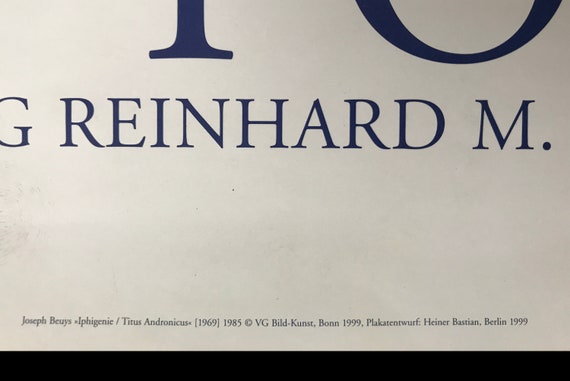 G REINHARD M.
Joseph Beuys »Iphigenie / Titus Andronicus« [1969] 1985 © VG Bild-Kunst, Bonn 1999, Plakatentwurf: Heiner Bastian, Berlin 1999